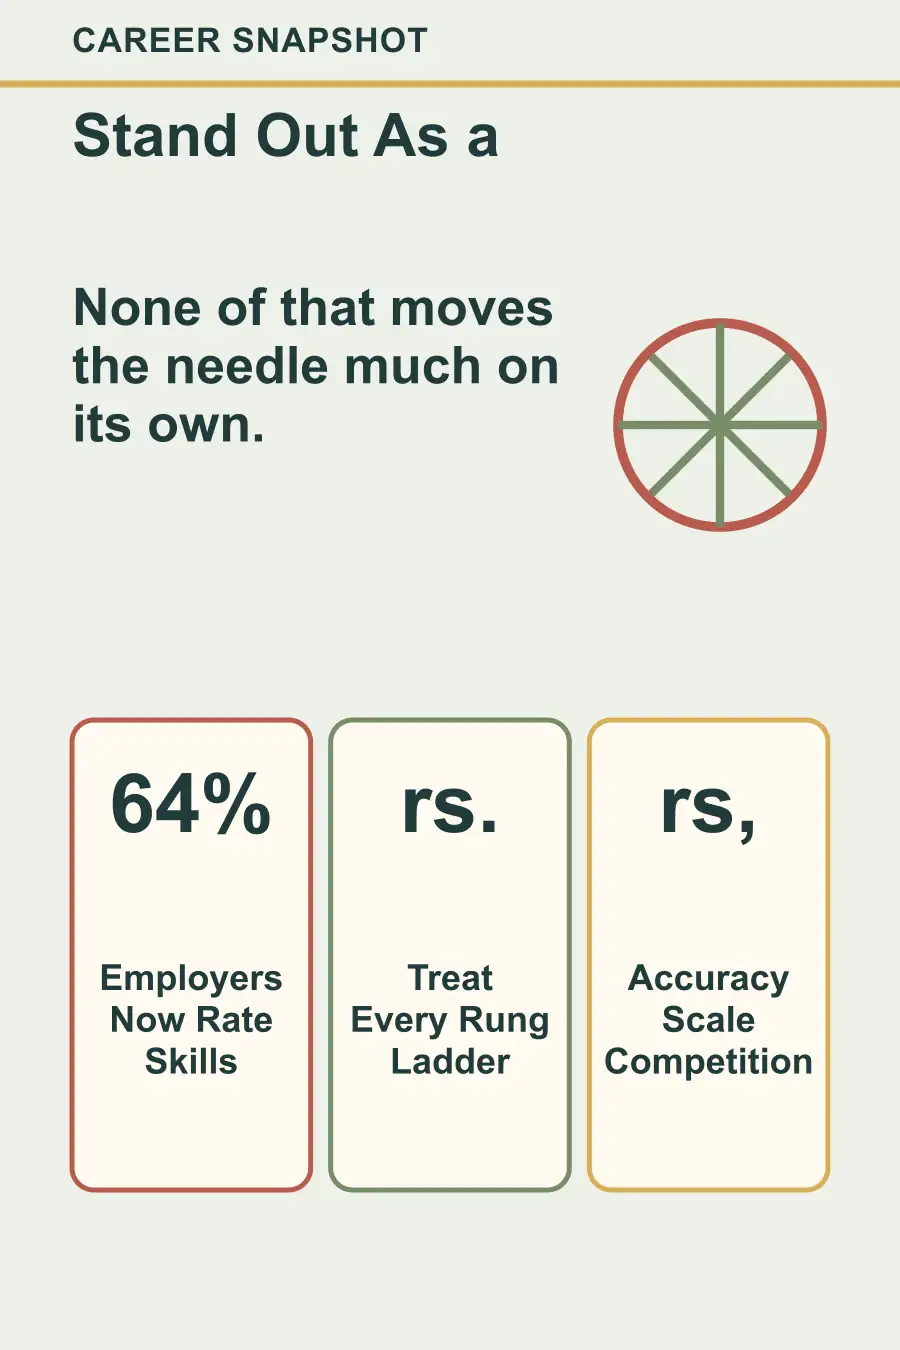 CAREER SNAPSHOT
Stand Out As a
None of that moves
the needle much on
its own.
64%
Employers
Now Rate
Skills
rs.
Treat
Every Rung
Ladder
rs,
Accuracy
Scale
Competition